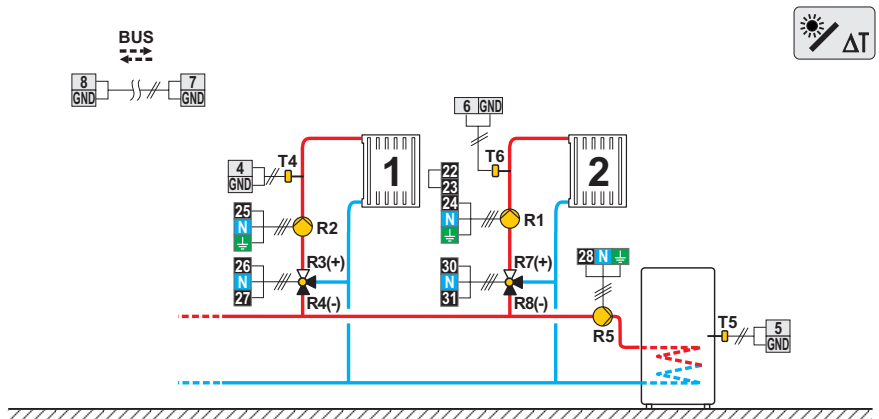 BUS
ΔT
8
GND
7
GND
6 GND
4
GND
T4
1
T6
2
22
23
24
N
25
N
R2
R1
26
N
27
R3(+)
R4(-)
30
N
31
R7(+)
R8(-)
28 N
R5
T5
5
GND